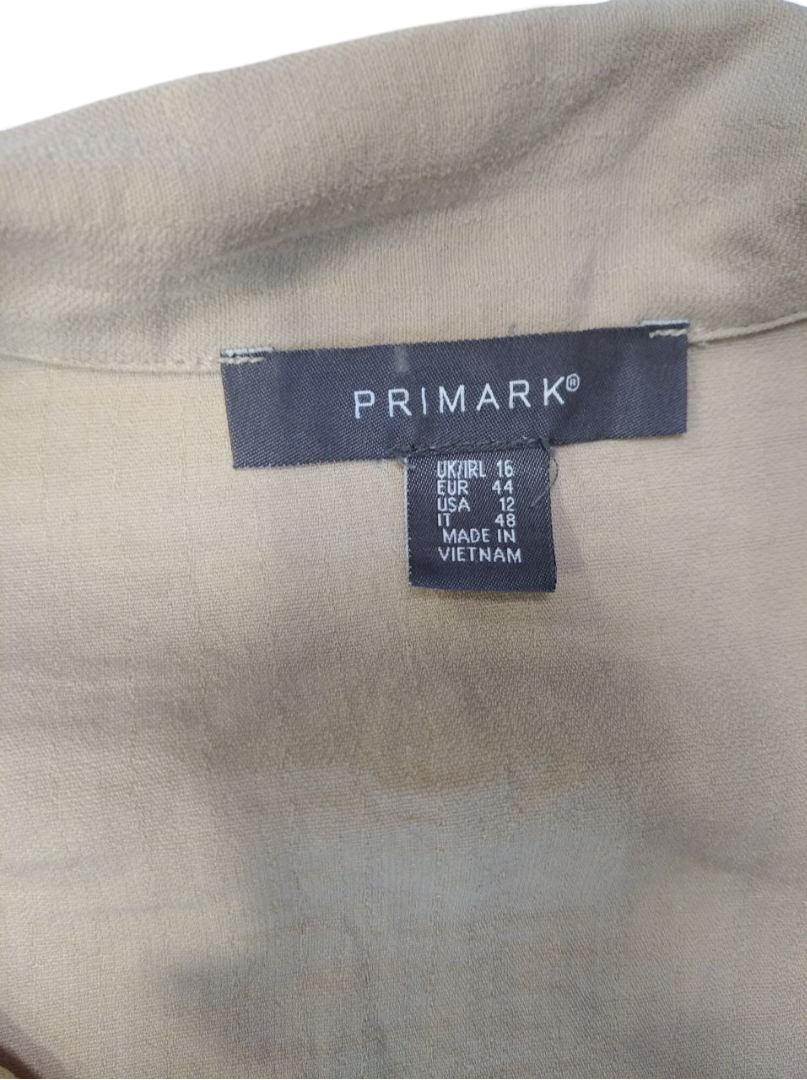 PRIMARK®
UK/IRL 16
EUR 44
USA 12
IT 48
MADE IN
VIETNAM